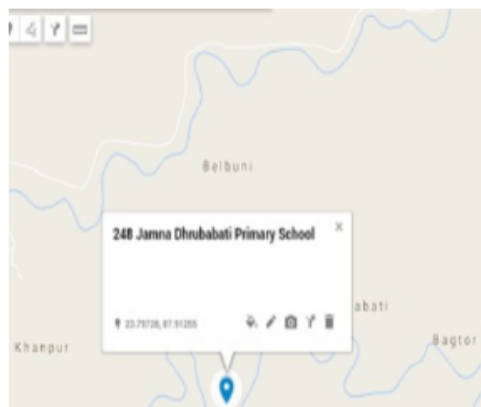 Belbuni
248 Jamna Dhrubabati Primary School
abati
Khanpur
Bagtor